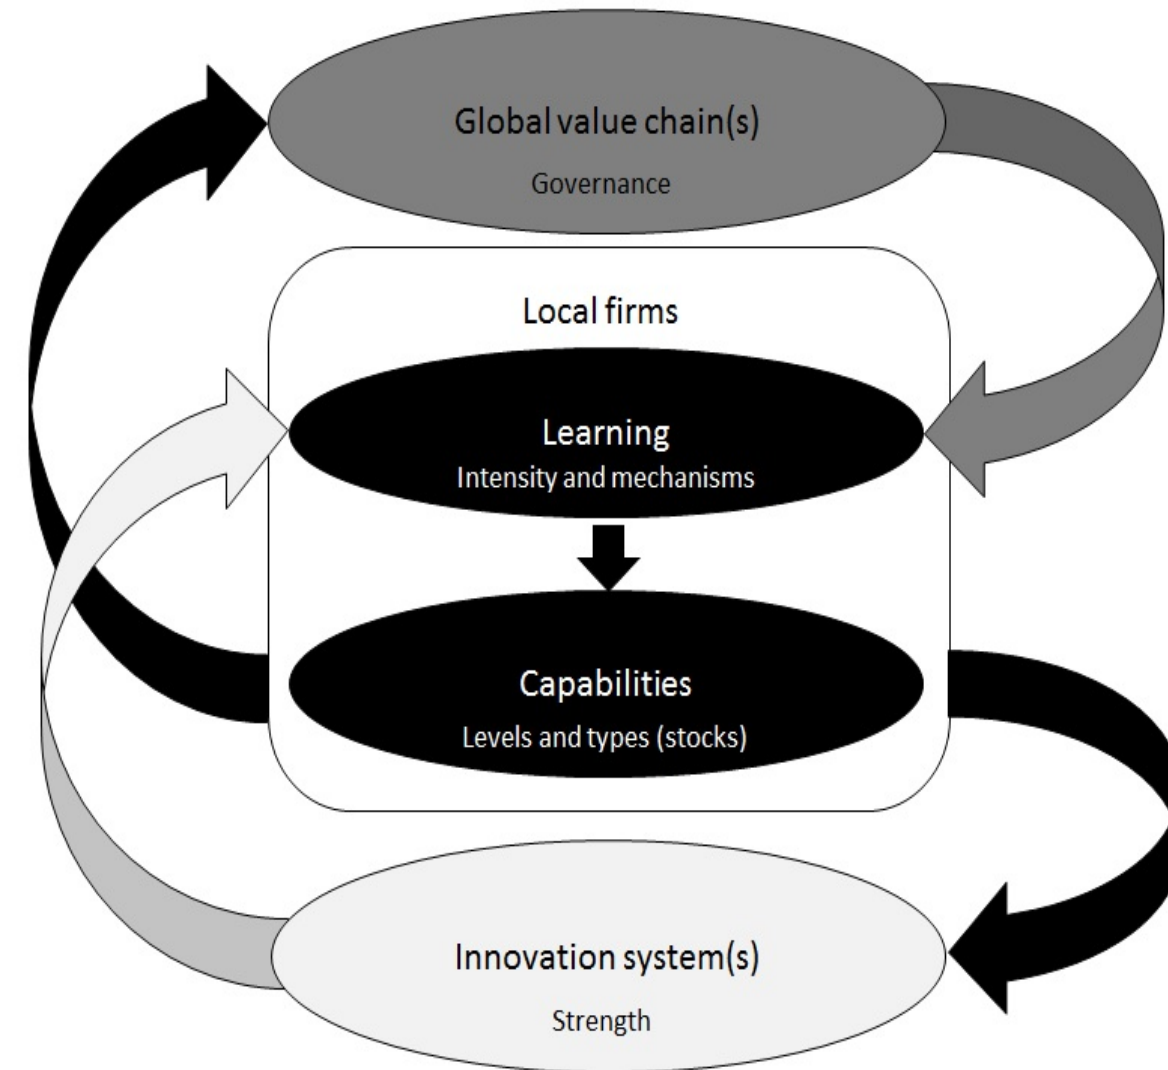 Global value chain(s)
Governance
Local firms
Learning
Intensity and mechanisms
Capabilities
Levels and types (stocks)
Innovation system(s)
Strength